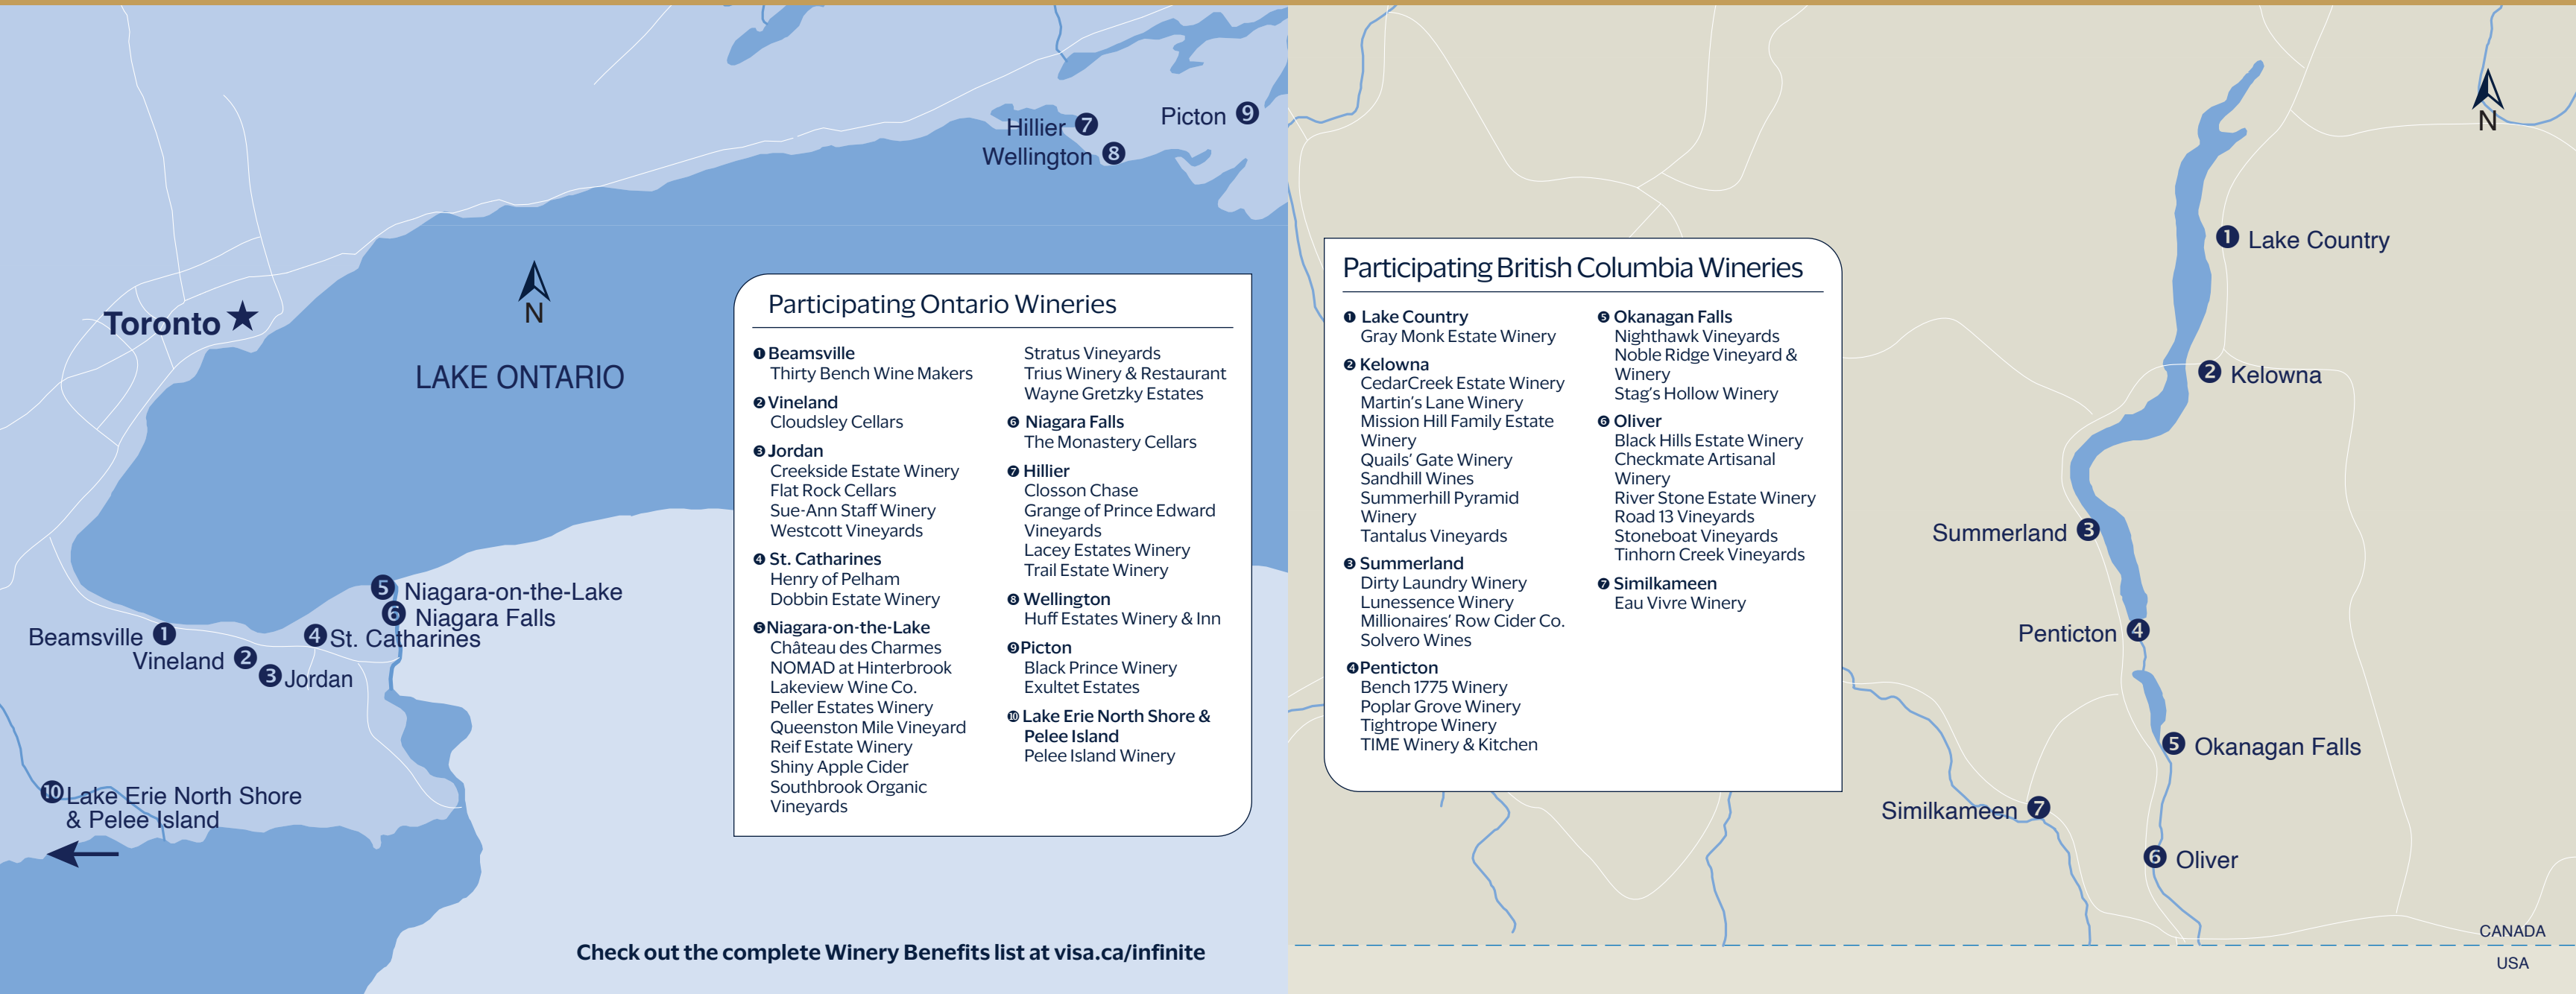 Hillier 7
Wellington 8
Picton 9
Toronto
N
LAKE ONTARIO
5 Niagara-on-the-Lake
6 Niagara Falls
Beamsville 1
4 St. Catharines
Vineland 2
3 Jordan
10 Lake Erie North Shore
& Pelee Island
Participating Ontario Wineries
1 Beamsville
Thirty Bench Wine Makers
2 Vineland
Cloudsley Cellars
3 Jordan
Creekside Estate Winery
Flat Rock Cellars
Sue-Ann Staff Winery
Westcott Vineyards
4 St. Catharines
Henry of Pelham
Dobbin Estate Winery
5 Niagara-on-the-Lake
Château des Charmes
NOMAD at Hinterbrook
Lakeview Wine Co.
Peller Estates Winery
Queenston Mile Vineyard
Reif Estate Winery
Shiny Apple Cider
Southbrook Organic
Vineyards
Stratus Vineyards
Trius Winery & Restaurant
Wayne Gretzky Estates
6 Niagara Falls
The Monastery Cellars
7 Hillier
Closson Chase
Grange of Prince Edward
Vineyards
Lacey Estates Winery
Trail Estate Winery
8 Wellington
Huff Estates Winery & Inn
9 Picton
Black Prince Winery
Exultet Estates
10 Lake Erie North Shore &
Pelee Island
Pelee Island Winery
Check out the complete Winery Benefits list at visa.ca/infinite
Participating British Columbia Wineries
1 Lake Country
Gray Monk Estate Winery
2 Kelowna
CedarCreek Estate Winery
Martin's Lane Winery
Mission Hill Family Estate
Winery
Quails' Gate Winery
Sandhill Wines
Summerhill Pyramid
Winery
Tantalus Vineyards
3 Summerland
Dirty Laundry Winery
Lunessence Winery
Millionaires' Row Cider Co.
Solvero Wines
4 Penticton
Bench 1775 Winery
Poplar Grove Winery
Tightrope Winery
TIME Winery & Kitchen
5 Okanagan Falls
Nighthawk Vineyards
Noble Ridge Vineyard &
Winery
Stag's Hollow Winery
6 Oliver
Black Hills Estate Winery
Checkmate Artisanal
Winery
River Stone Estate Winery
Road 13 Vineyards
Stoneboat Vineyards
Tinhorn Creek Vineyards
7 Similkameen
Eau Vivre Winery
N
1 Lake Country
2 Kelowna
Summerland 3
Penticton 4
5 Okanagan Falls
Similkameen 7
6 Oliver
CANADA
USA